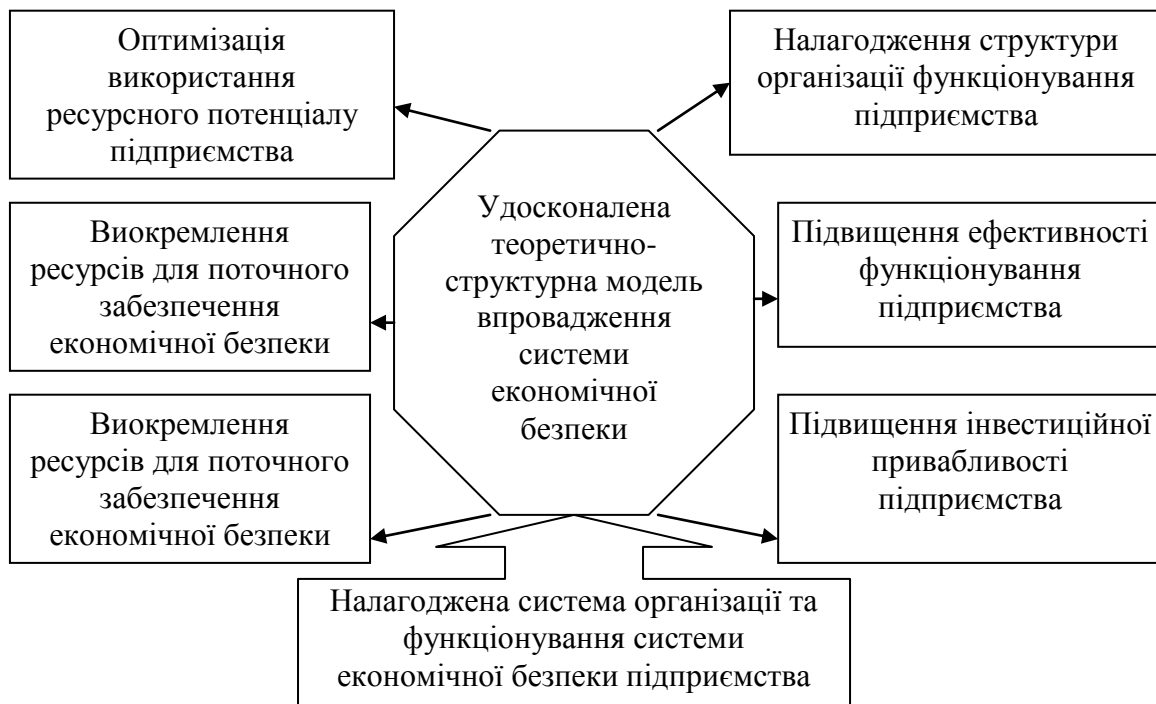 Оптимізація
використання
ресурсного потенціалу
підприємства
Налагодження структури
організації функціонування
підприємства
Удосконалена
теоретично-
структурна модель
впровадження
системи
економічної
безпеки
Виокремлення
ресурсів для поточного
забезпечення
економічної безпеки
Підвищення ефективності
функціонування
підприємства
Виокремлення
ресурсів для поточного
забезпечення
економічної безпеки
Підвищення інвестиційної
привабливості
підприємства
Налагоджена система організації та
функціонування системи
економічної безпеки підприємства